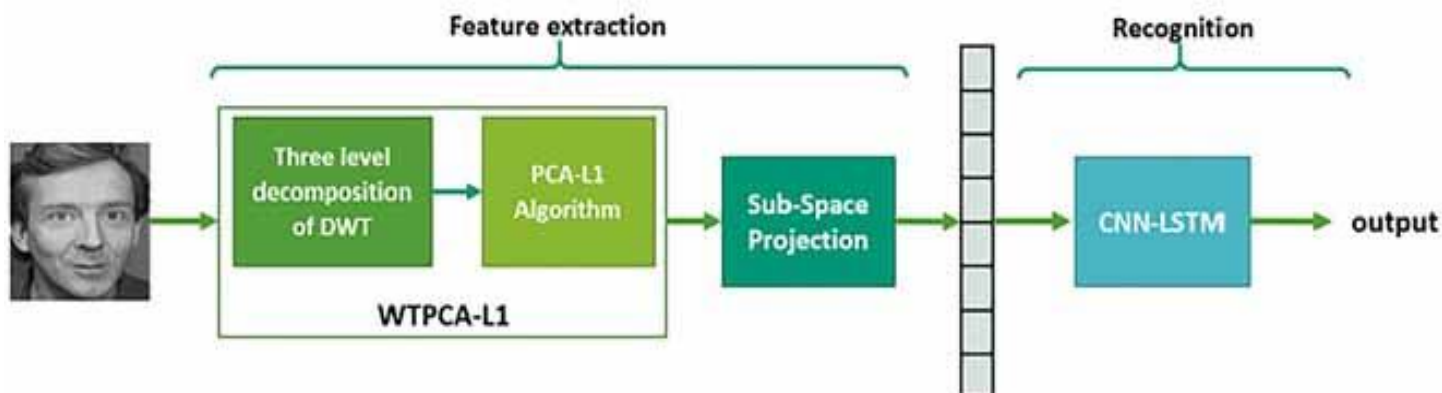 Feature extraction
Recognition
Three level
decomposition
of DWT
PCA-L1
Algorithm
WTPCA-L1
Sub-Space
Projection
CNN-LSTM
output